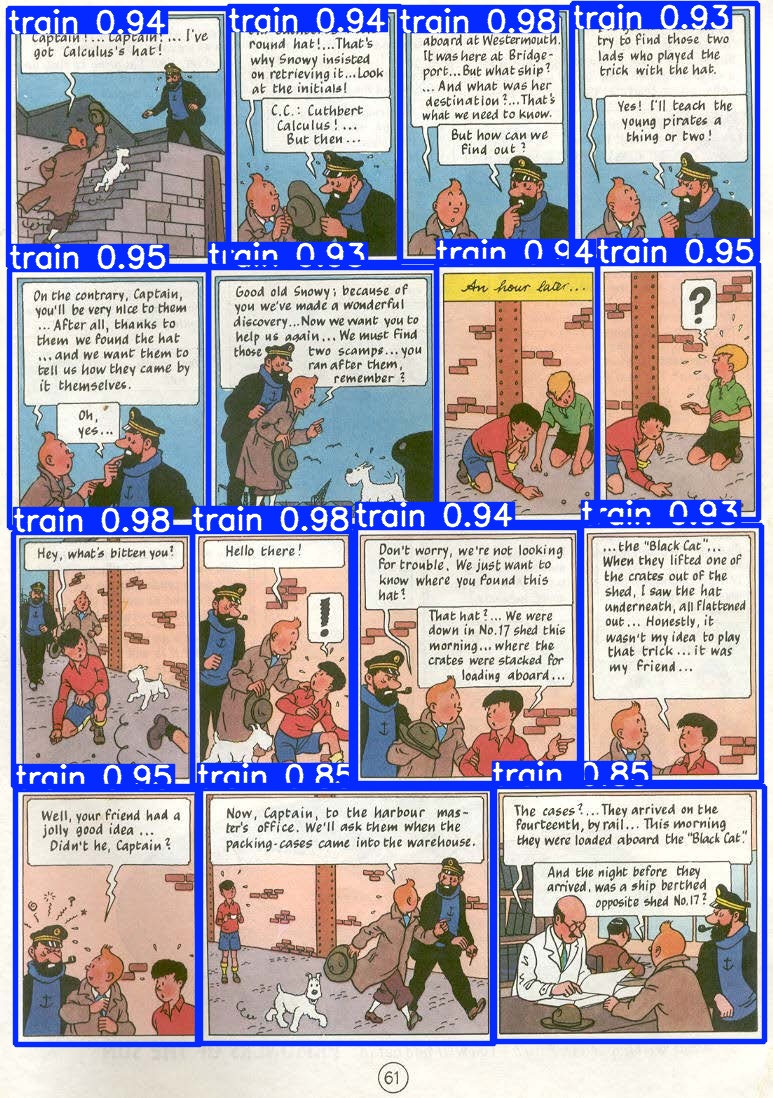 train 0.94
Captain!... Captain!... I've
got Calculus's hat!
train 0.94
round hat!...That's
why Snowy insisted
on retrieving it...Look
at the initials!
C.C.: Cuthbert
Calculus!...
But then...
train 0.98
aboard at Westermouth.
It was here at Bridge-
port...But what ship?
... And what was her
destination?...That's
what we need to know.
But how can we
find out?
train 0.93
try to find those two
lads who played the
trick with the hat.
Yes! I'll teach the
young pirates a
thing or two!
train 0.95
On the contrary, Captain,
you'll be very nice to them
... After all, thanks to
them we found the hat
...and we want them to
tell us how they came by
it themselves.
Oh,
yes...
train 0.93
Good old Snowy; because of
you we've made a wonderful
discovery...Now we want you to
help us again... We must find
those two scamps...you
ran after them,
remember?
train 0.94
An hour later...
train 0.95
?
train 0.98
Hey, what's bitten you?
train 0.98
Hello there!
!
train 0.94
Don't worry, we're not looking
for trouble. We just want to
know where you found this
hat?
That hat?... We were
down in No.17 shed this
morning... where the
crates were stacked for
loading aboard...
train 0.93
...the "Black Cat"...
When they lifted one of
the crates out of the
shed, I saw the hat
underneath, all flattened
out... Honestly, it
wasn't my idea to play
that trick... it was
my friend...
train 0.95
Well, your friend had a
jolly good idea...
Didn't he, Captain?
train 0.85
Now, Captain, to the harbour mas-
ter's office. We'll ask them when the
packing-cases came into the warehouse.
train 0.85
The cases?... They arrived on the
fourteenth, by rail... This morning
they were loaded aboard the "Black Cat."
And the night before they
arrived, was a ship berthed
opposite shed No.17?
61